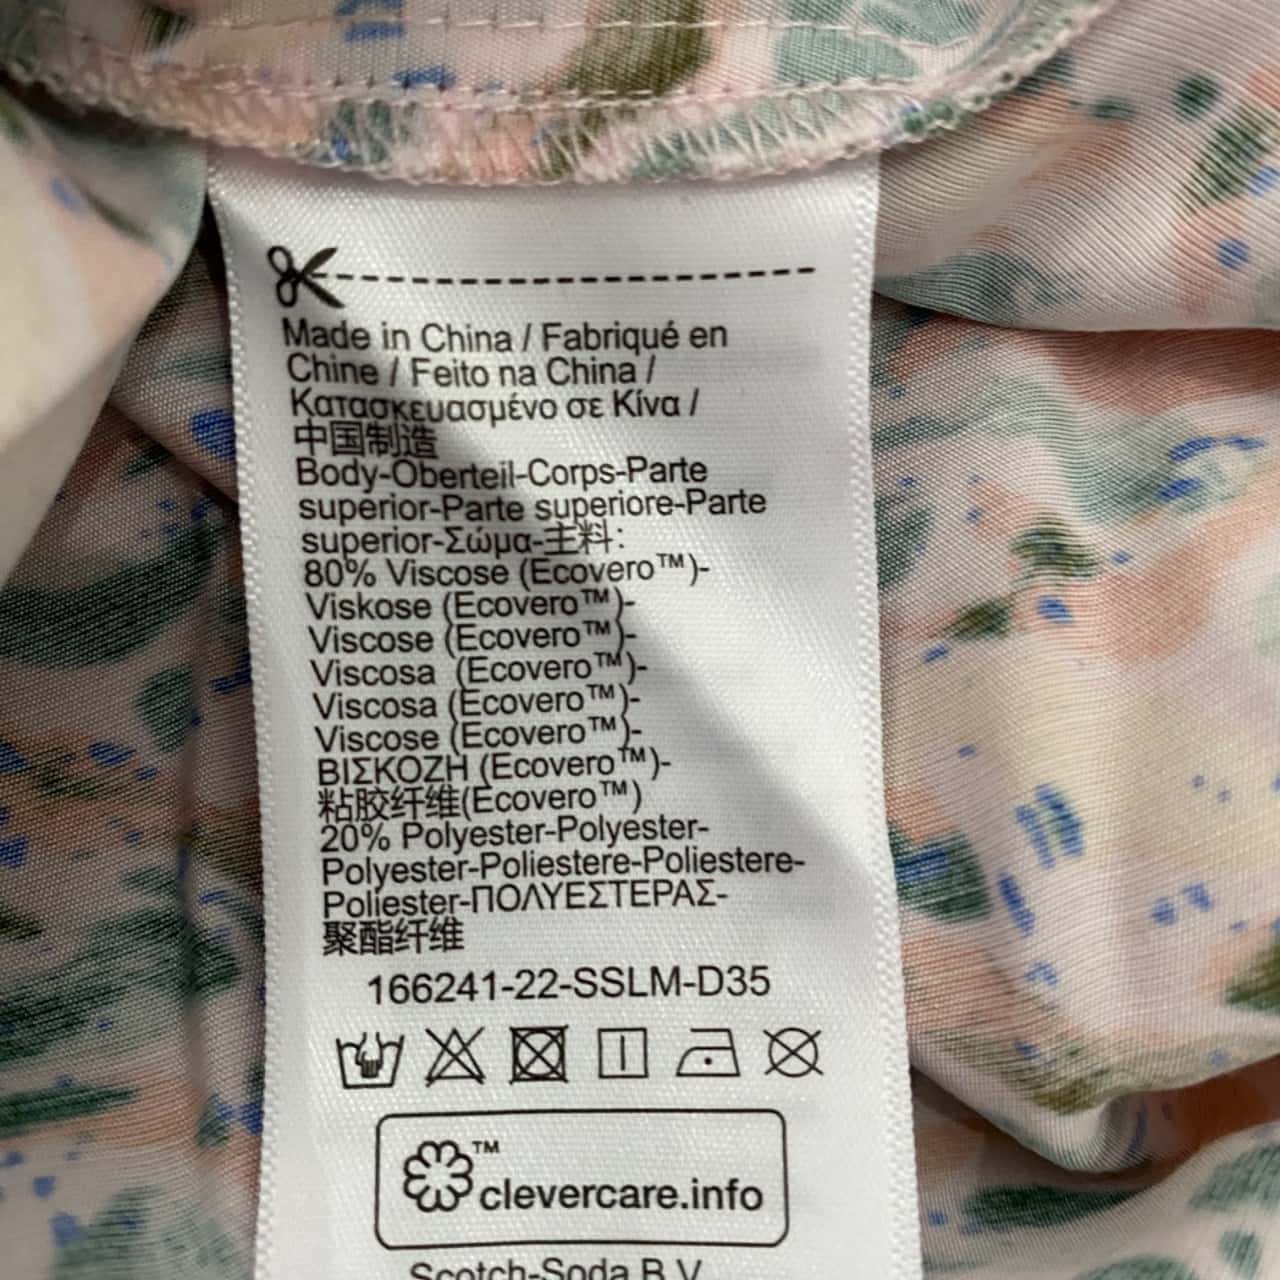 Made in China / Fabriqué en
Chine / Feito na China /
Κατασκευασμένο σε Κίνα /
中国制造
Body-Oberteil-Corps-Parte
superior-Parte superiore-Parte
superior-Σώμα-主料:
80% Viscose (Ecovero™)-
Viskose (Ecovero™)-
Viscose (Ecovero™)-
Viscosa (Ecovero™)-
Viscosa (Ecovero™)-
Viscose (Ecovero™)-
ΒΙΣΚΟΖΗ (Ecovero™)-
粘胶纤维(Ecovero™)
20% Polyester-Polyester-
Polyester-Poliestere-Poliestere-
Poliester-ΠΟΛΥΕΣΤΕΡΑΣ-
聚酯纤维
166241-22-SSLM-D35
™
clevercare.info
Scotch-Soda B.V.